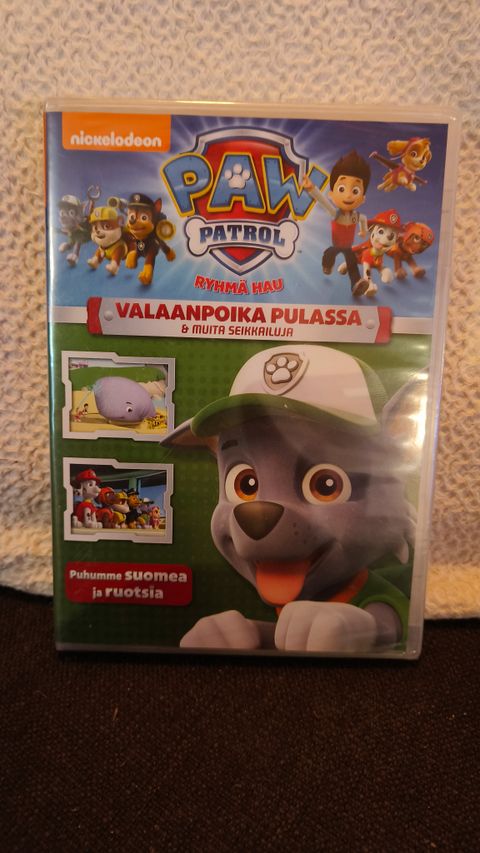 nickelodeon
PAW
PATROL
RYHMÄ HAU
VALAANPOIKA PULASSA
& MUITA SEIKKAILUJA
Puhumme suomea
ja ruotsia